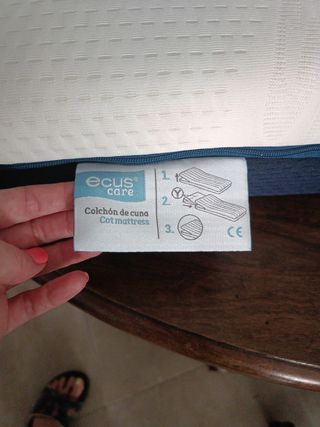 ecus®
care
Colchón de cuna
Cot mattress
1.
2.
3.
CE